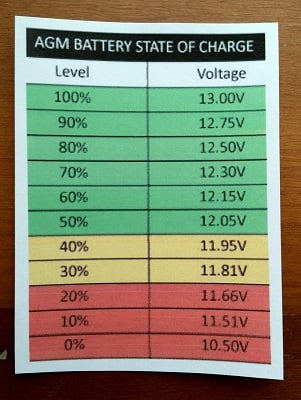 AGM BATTERY STATE OF CHARGE
Level Voltage
100% 13.00V
90% 12.75V
80% 12.50V
70% 12.30V
60% 12.15V
50% 12.05V
40% 11.95V
30% 11.81V
20% 11.66V
10% 11.51V
0% 10.50V